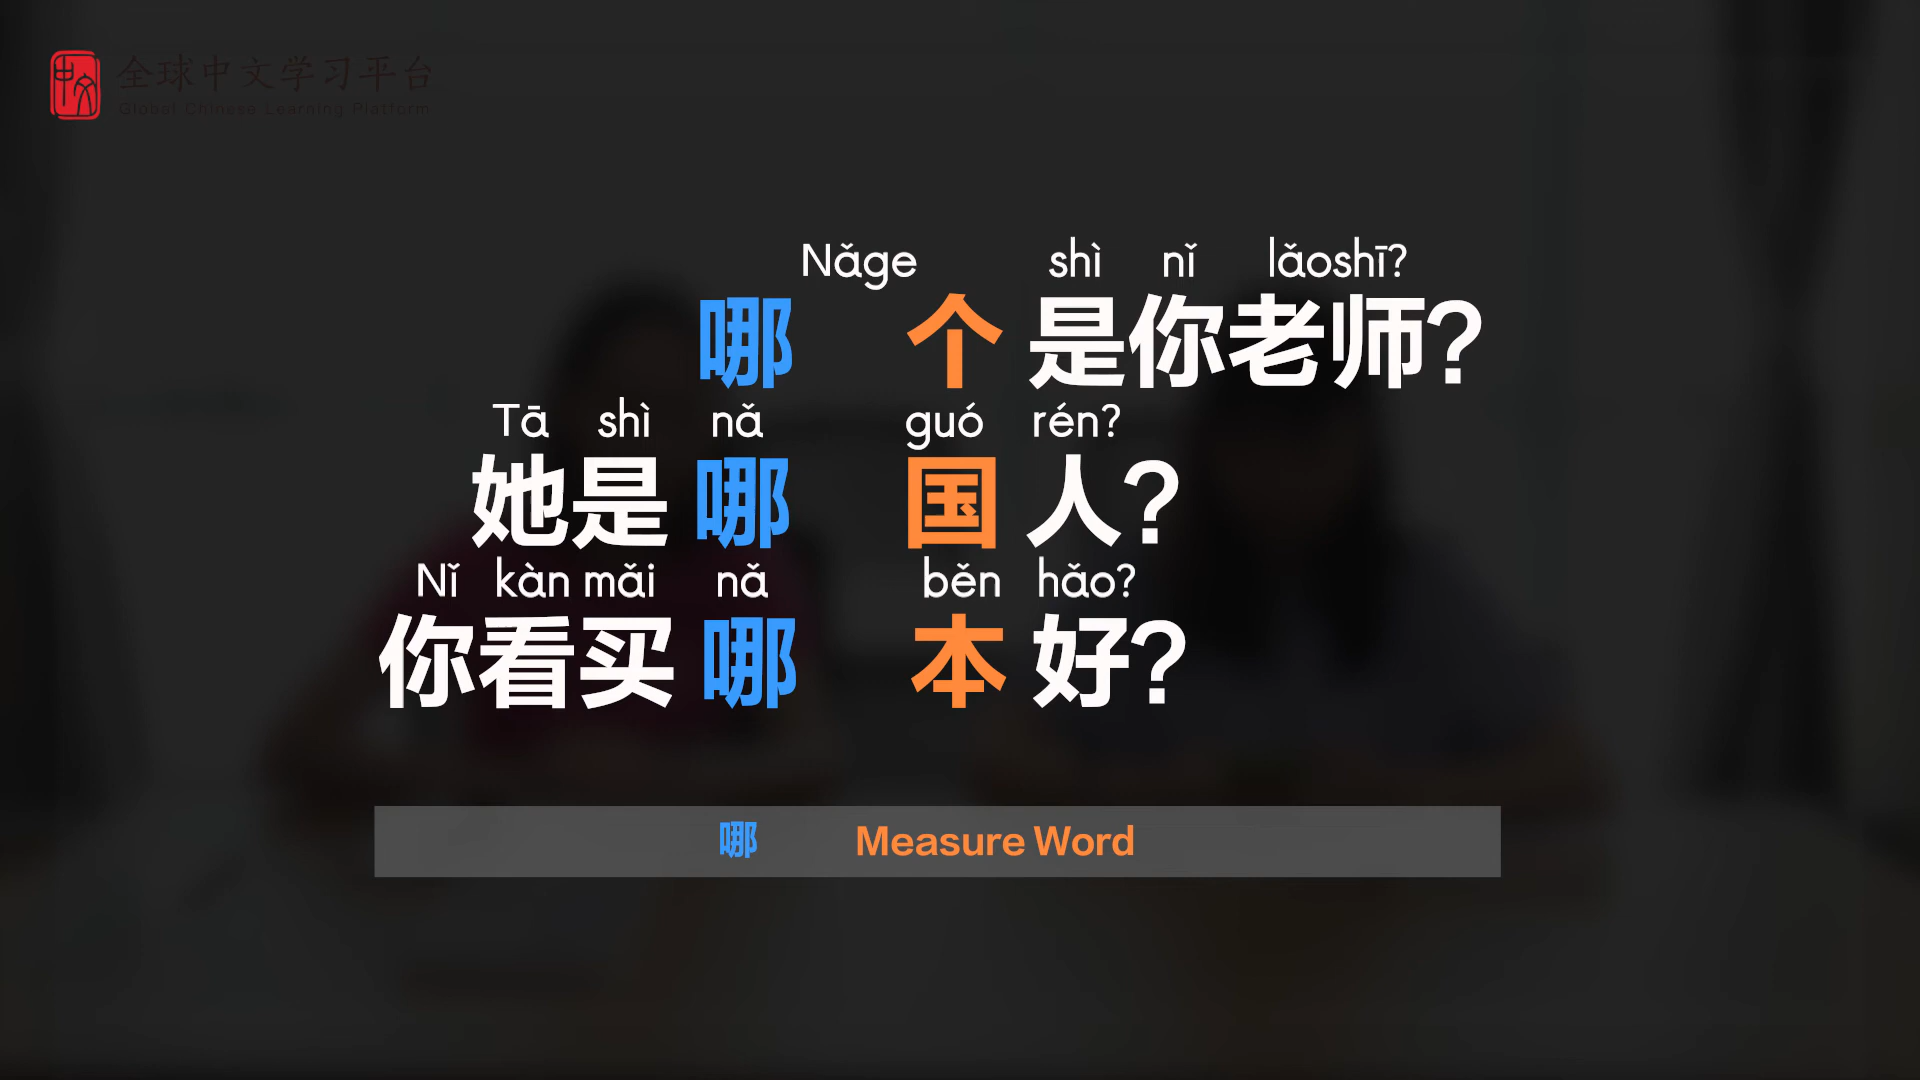 中文
全球中文学习平台
Global Chinese Learning Platform
Nǎge shì nǐ lǎoshī?
哪 个 是你老师?
Tā shì nǎ guó rén?
她是 哪 国 人?
Nǐ kàn mǎi nǎ běn hǎo?
你看买 哪 本 好?
哪 Measure Word